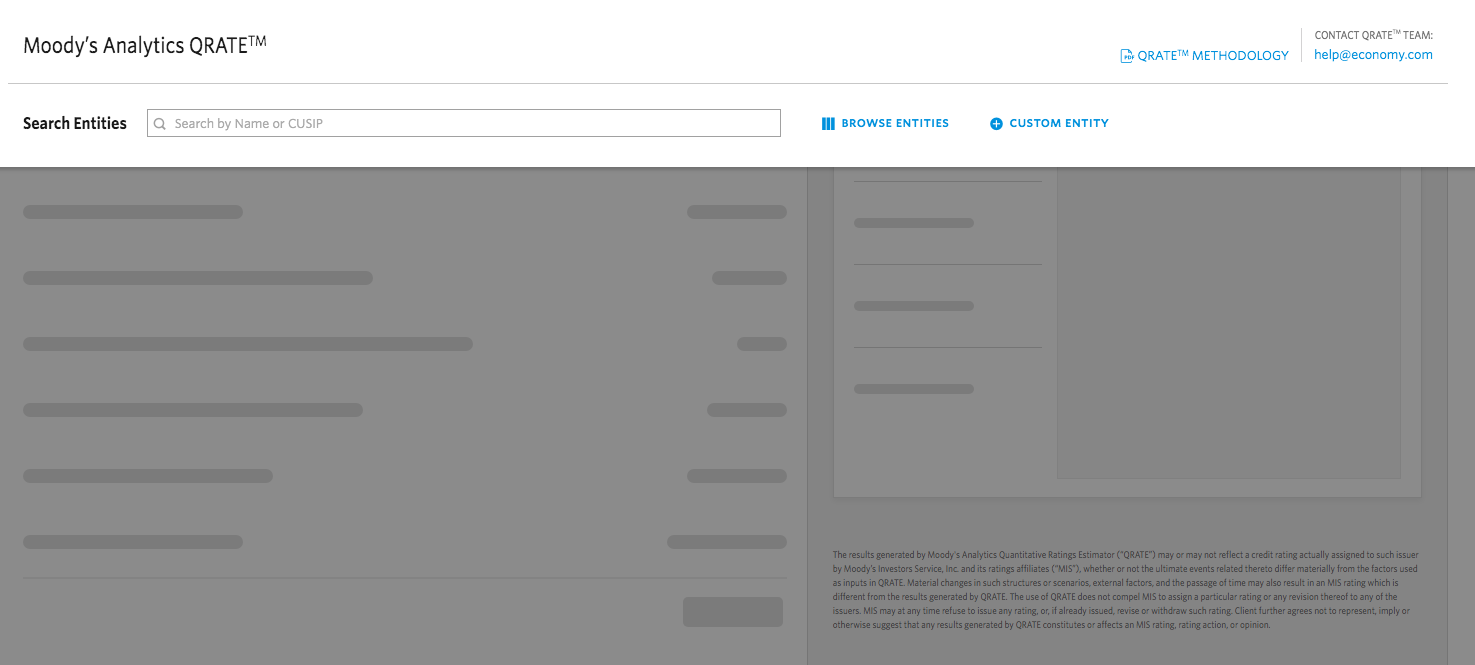 Moody's Analytics QRATE™
CONTACT QRATE™ TEAM:
PDF QRATE™ METHODOLOGY
help@economy.com
Search Entities
Search by Name or CUSIP
BROWSE ENTITIES
CUSTOM ENTITY
The results generated by Moody's Analytics Quantitative Ratings Estimator ("QRATE") may or may not reflect a credit rating actually assigned to such issuer
by Moody's Investors Service, Inc. and its ratings affiliates ("MIS"), whether or not the ultimate events related thereto differ materially from the factors used
as inputs in QRATE. Material changes in such structures or scenarios, external factors, and the passage of time may also result in an MIS rating which is
different from the results generated by QRATE. The use of QRATE does not compel MIS to assign a particular rating or any revision thereof to any of the
issuers. MIS may at any time refuse to issue any rating, or, if already issued, revise or withdraw such rating. Client further agrees not to represent, imply or
otherwise suggest that any results generated by QRATE constitutes or affects an MIS rating, rating action, or opinion.